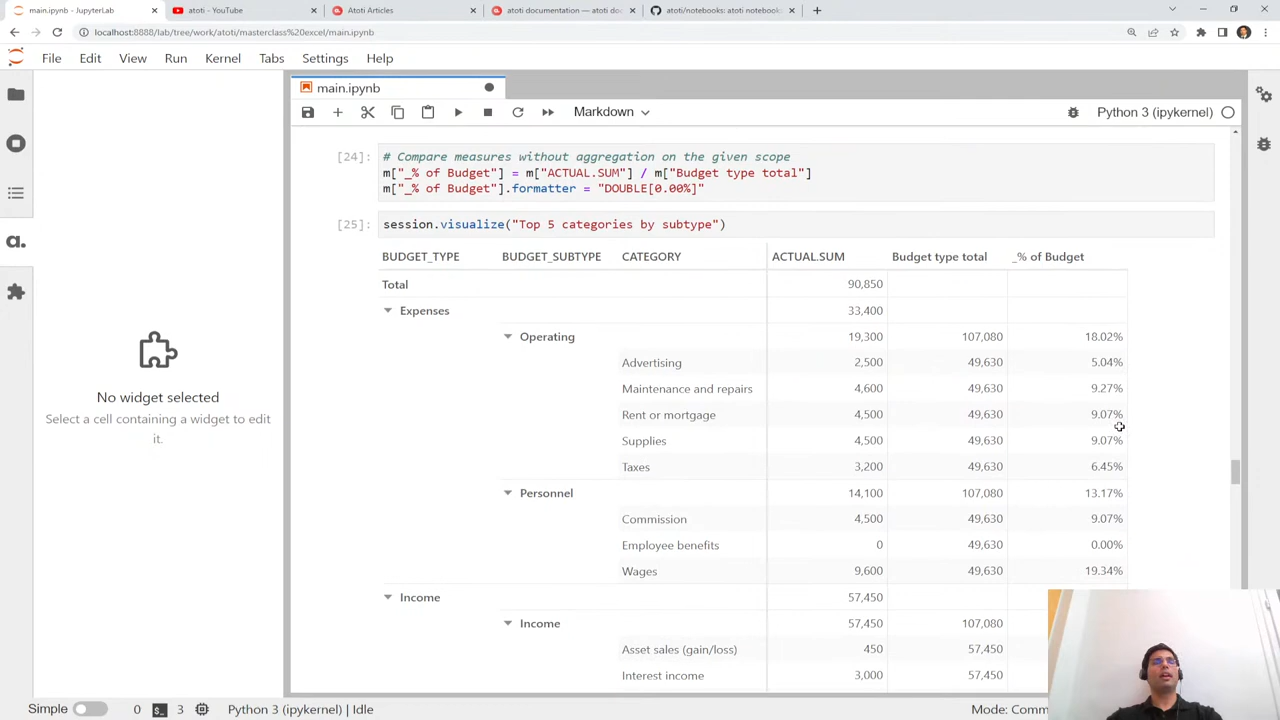 main.ipynb - JupyterLab
atoti - YouTube
Atoti Articles
atoti documentation — atoti doc
atoti/notebooks: atoti notebooks
localhost:8888/lab/tree/work/atoti/masterclass%20excel/main.ipynb
File Edit View Run Kernel Tabs Settings Help
main.ipynb
Markdown
Python 3 (ipykernel)
[24]: # Compare measures without aggregation on the given scope
m["_% of Budget"] = m["ACTUAL.SUM"] / m["Budget type total"]
m["_% of Budget"].formatter = "DOUBLE[0.00%]"
[25]: session.visualize("Top 5 categories by subtype")
BUDGET_TYPE BUDGET_SUBTYPE CATEGORY ACTUAL.SUM Budget type total _% of Budget
Total 90,850
Expenses 33,400
Operating 19,300 107,080 18.02%
Advertising 2,500 49,630 5.04%
Maintenance and repairs 4,600 49,630 9.27%
Rent or mortgage 4,500 49,630 9.07%
Supplies 4,500 49,630 9.07%
Taxes 3,200 49,630 6.45%
Personnel 14,100 107,080 13.17%
Commission 4,500 49,630 9.07%
Employee benefits 0 49,630 0.00%
Wages 9,600 49,630 19.34%
Income 57,450
Income 57,450 107,080
Asset sales (gain/loss) 450 57,450
Interest income 3,000 57,450
a.
No widget selected
Select a cell containing a widget to edit
it.
Simple 0 3 Python 3 (ipykernel) | Idle
Mode: Comm